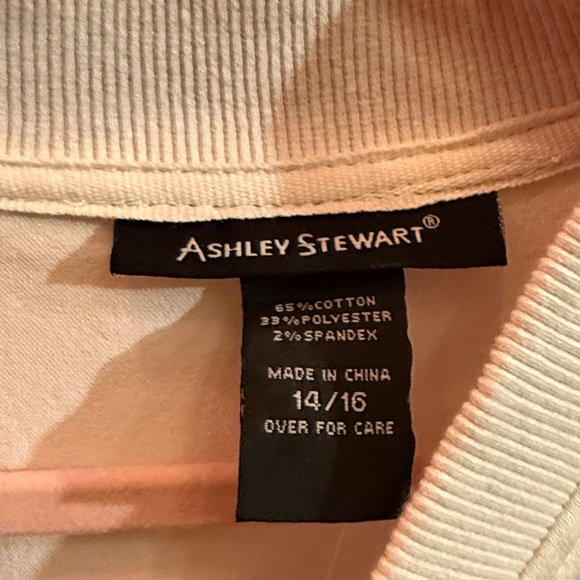 ASHLEY STEWART®
65%COTTON
33%POLYESTER
2%SPANDEX
MADE IN CHINA
14/16
OVER FOR CARE